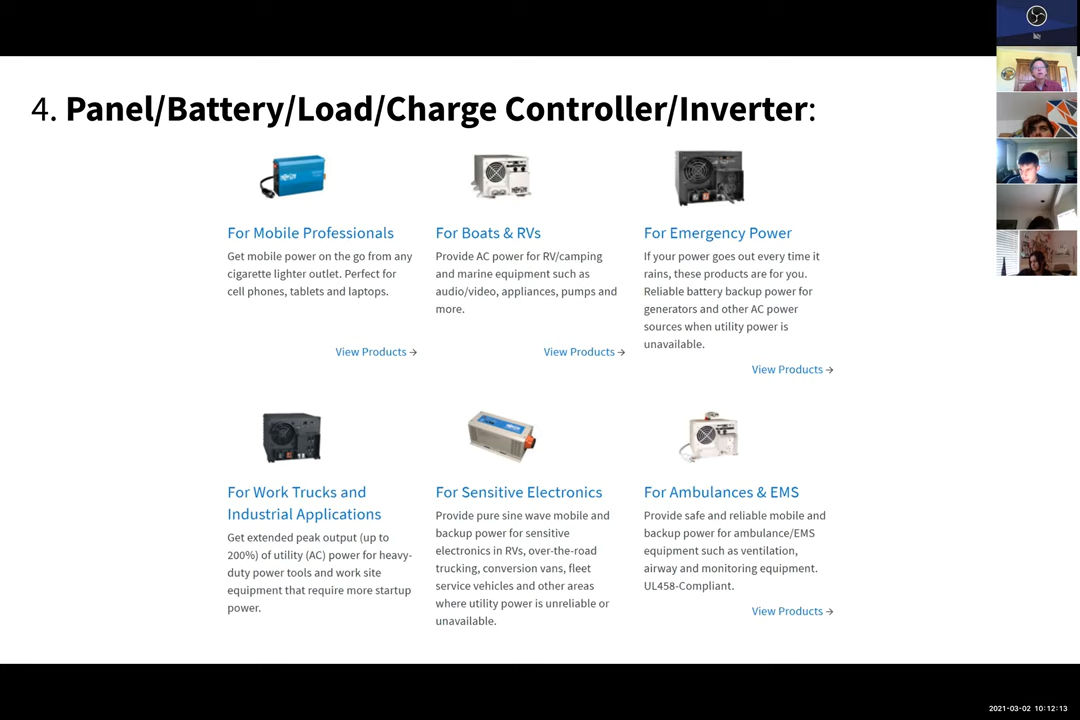 4. Panel/Battery/Load/Charge Controller/Inverter:
For Mobile Professionals
Get mobile power on the go from any
cigarette lighter outlet. Perfect for
cell phones, tablets and laptops.
View Products →
For Boats & RVs
Provide AC power for RV/camping
and marine equipment such as
audio/video, appliances, pumps and
more.
View Products →
For Emergency Power
If your power goes out every time it
rains, these products are for you.
Reliable battery backup power for
generators and other AC power
sources when utility power is
unavailable.
View Products →
For Work Trucks and
Industrial Applications
Get extended peak output (up to
200%) of utility (AC) power for heavy-
duty power tools and work site
equipment that require more startup
power.
For Sensitive Electronics
Provide pure sine wave mobile and
backup power for sensitive
electronics in RVs, over-the-road
trucking, conversion vans, fleet
service vehicles and other areas
where utility power is unreliable or
unavailable.
For Ambulances & EMS
Provide safe and reliable mobile and
backup power for ambulance/EMS
equipment such as ventilation,
airway and monitoring equipment.
UL458-Compliant.
View Products →
2021-03-02 10:12:13